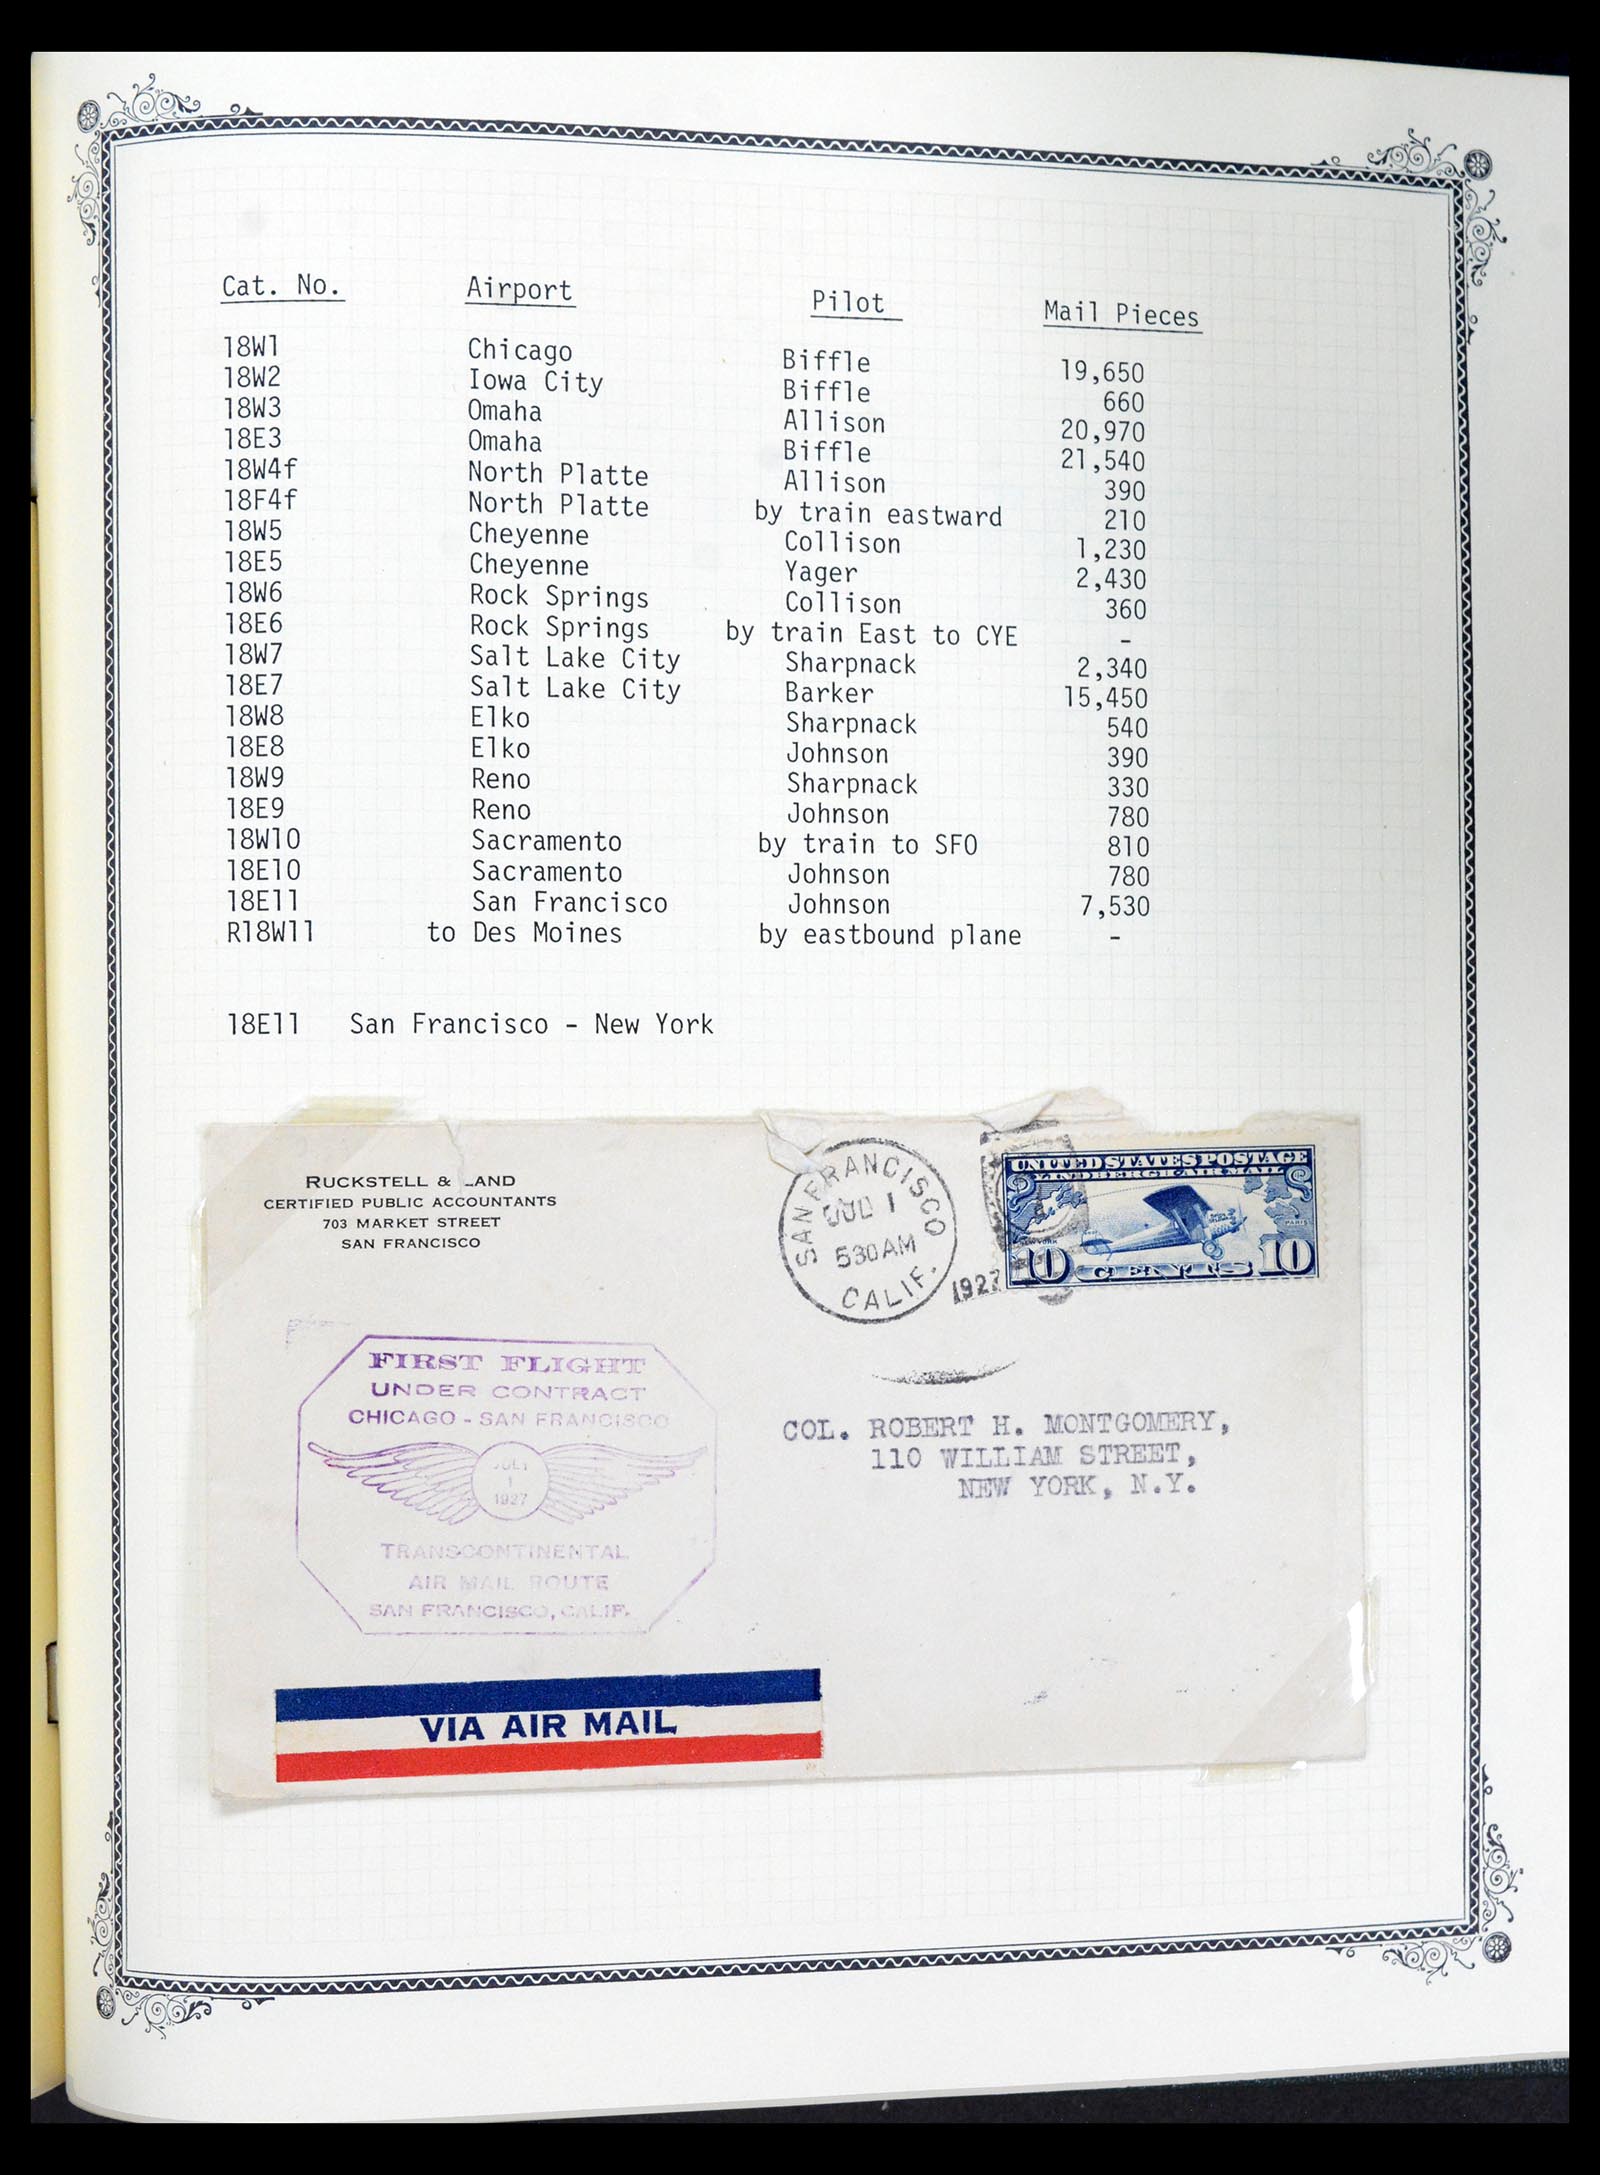 Cat. No. Airport Pilot Mail Pieces
18W1 Chicago Biffle 19,650
18W2 Iowa City Biffle 660
18W3 Omaha Allison 20,970
18E3 Omaha Biffle 21,540
18W4f North Platte Allison 390
18F4f North Platte by train eastward 210
18W5 Cheyenne Collison 1,230
18E5 Cheyenne Yager 2,430
18W6 Rock Springs Collison 360
18E6 Rock Springs by train East to CYE -
18W7 Salt Lake City Sharpnack 2,340
18E7 Salt Lake City Barker 15,450
18W8 Elko Sharpnack 540
18E8 Elko Johnson 390
18W9 Reno Sharpnack 330
18E9 Reno Johnson 780
18W10 Sacramento by train to SFO 810
18E10 Sacramento Johnson 780
18E11 San Francisco Johnson 7,530
R18W11 to Des Moines by eastbound plane -
18E11 San Francisco - New York
RUCKSTELL & LAND
CERTIFIED PUBLIC ACCOUNTANTS
703 MARKET STREET
SAN FRANCISCO
SAN FRANCISCO
JUL 1
530AM
CALIF.
1927
UNITED STATES POSTAGE
LINDBERGH AIR MAIL
PARIS
10 CENTS 10
FIRST FLIGHT
UNDER CONTRACT
CHICAGO - SAN FRANCISCO
JULY
1
1927
TRANSCONTINENTAL
AIR MAIL ROUTE
SAN FRANCISCO, CALIF.
COL. ROBERT H. MONTGOMERY,
110 WILLIAM STREET,
NEW YORK, N.Y.
VIA AIR MAIL